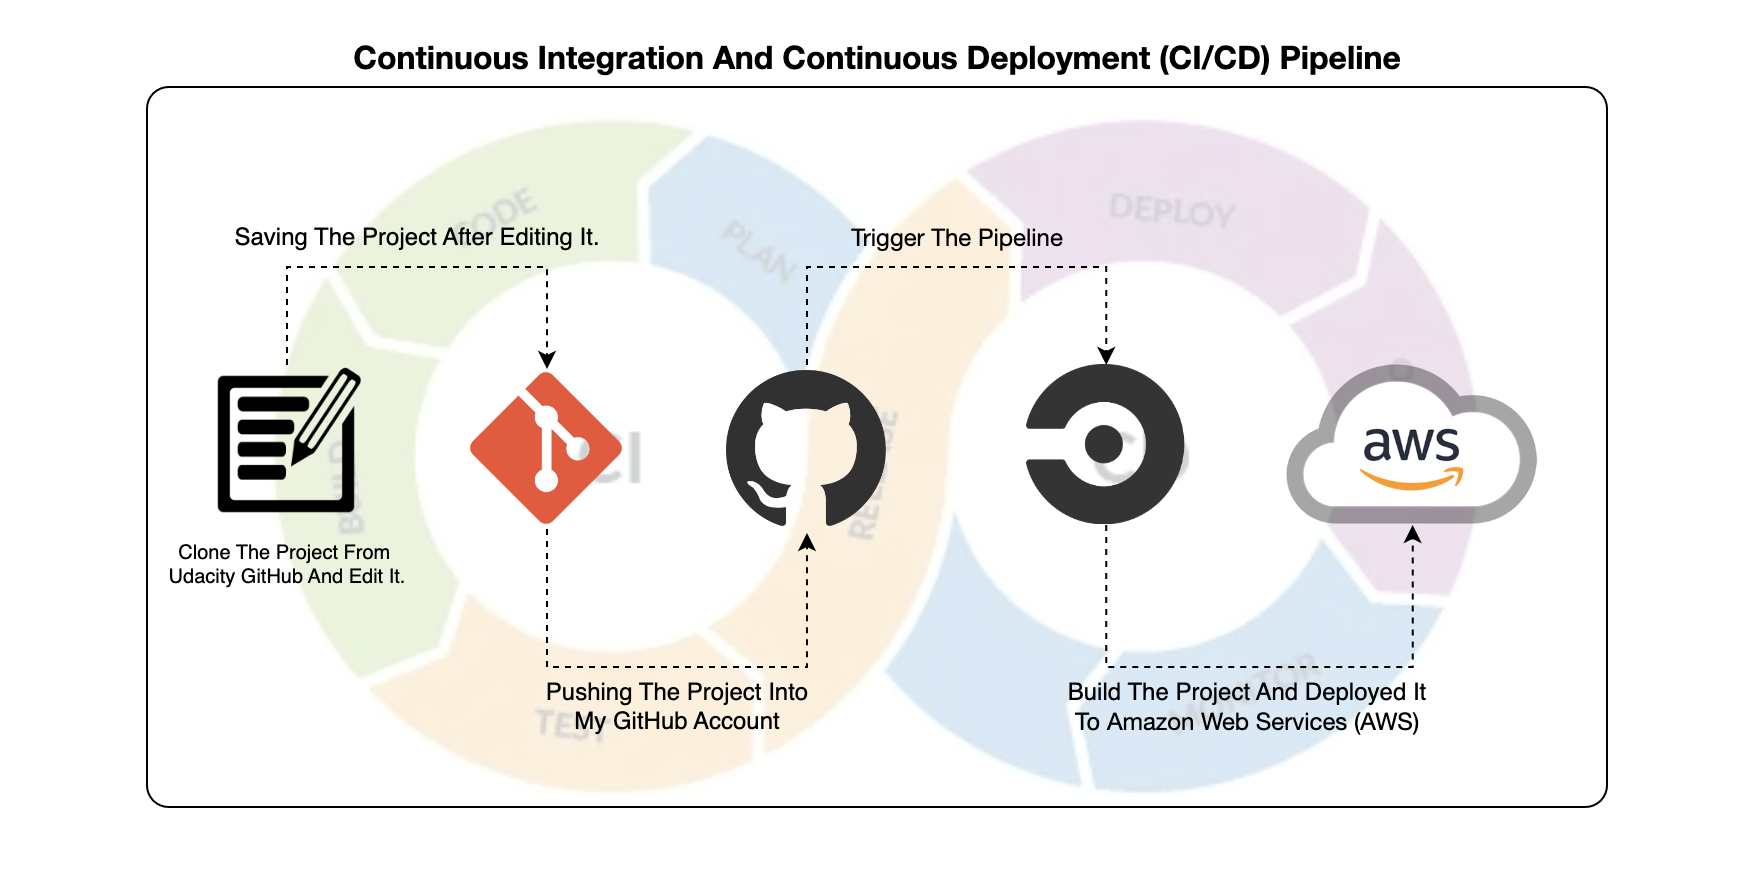 Continuous Integration And Continuous Deployment (CI/CD) Pipeline
CODE
PLAN
DEPLOY
Saving The Project After Editing It.
Trigger The Pipeline
BUILD
CI
RELEASE
CD
O
aws
Clone The Project From
Udacity GitHub And Edit It.
Pushing The Project Into
My GitHub Account
TEST
Build The Project And Deployed It
To Amazon Web Services (AWS)
MONITOR